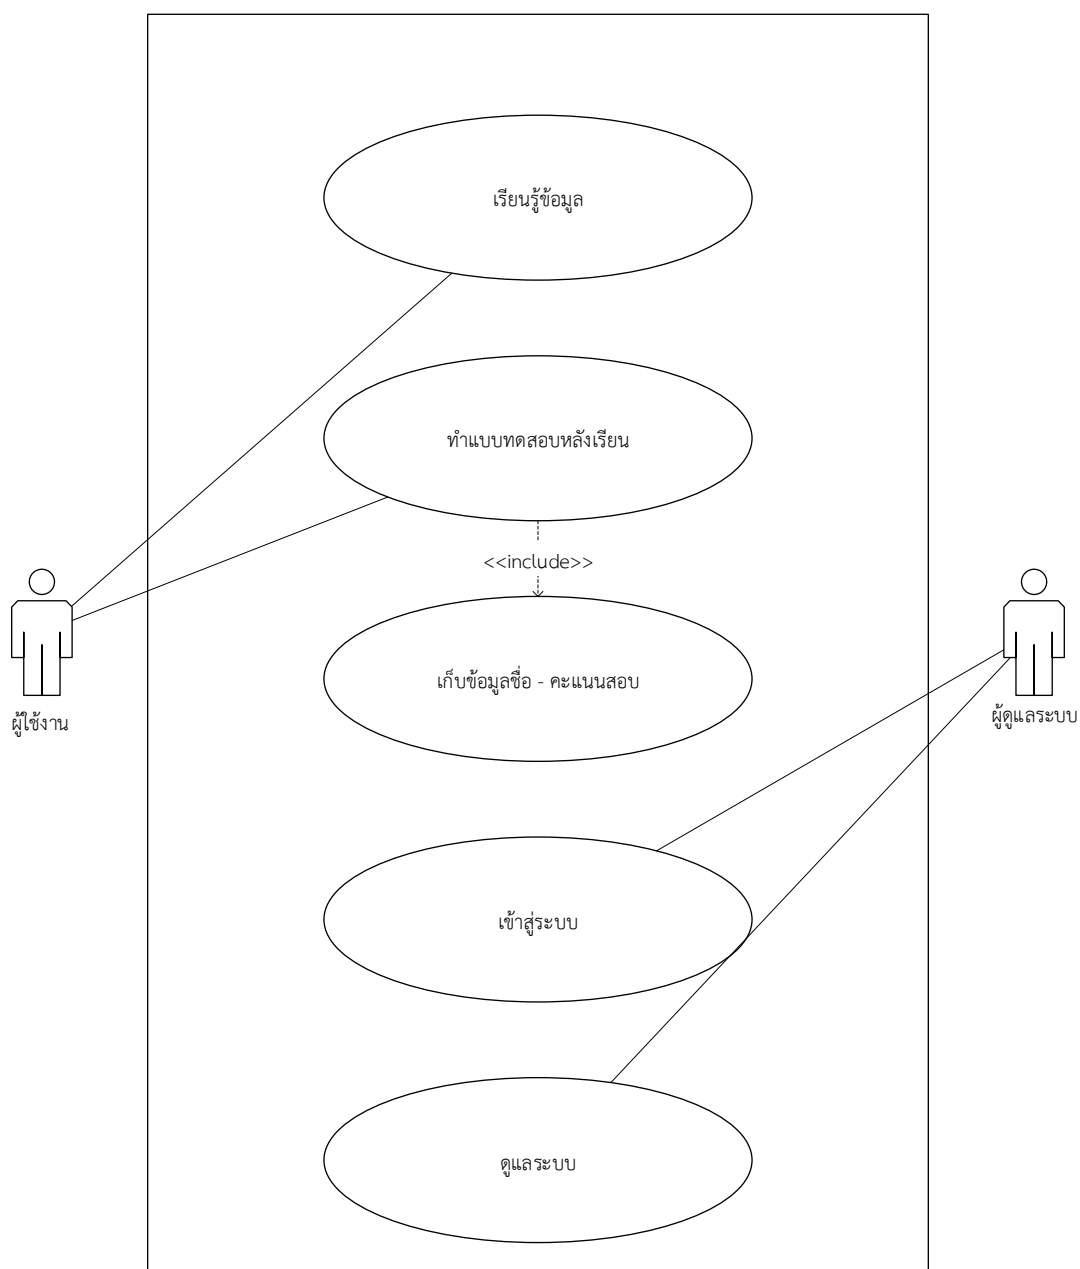 เรียนรู้ข้อมูล
ทำแบบทดสอบหลังเรียน
<<include>>
เก็บข้อมูลชื่อ - คะแนนสอบ
ผู้ใช้งาน
ผู้ดูแลระบบ
เข้าสู่ระบบ
ดูแลระบบ